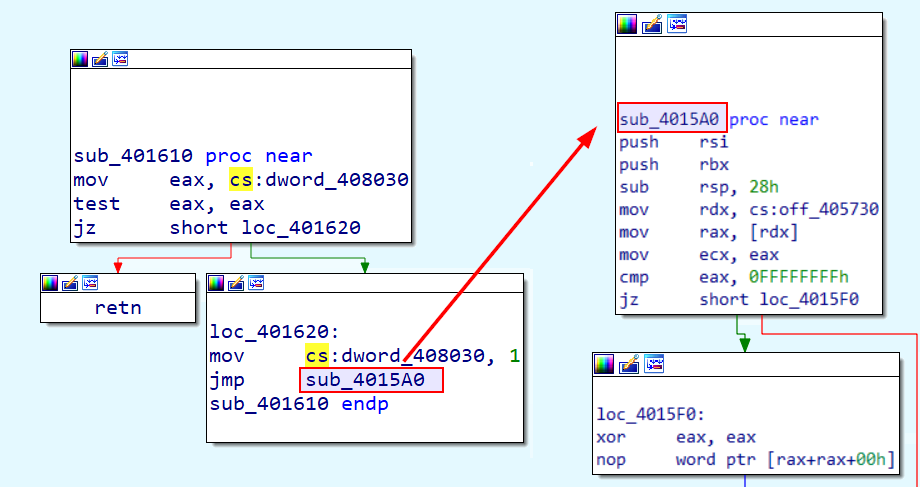 sub_401610 proc near
mov eax, cs:dword_408030
test eax, eax
jz short loc_401620
retn
loc_401620:
mov cs:dword_408030, 1
jmp sub_4015A0
sub_401610 endp
sub_4015A0 proc near
push rsi
push rbx
sub rsp, 28h
mov rdx, cs:off_405730
mov rax, [rdx]
mov ecx, eax
cmp eax, 0FFFFFFFFh
jz short loc_4015F0
loc_4015F0:
xor eax, eax
nop word ptr [rax+rax+00h]